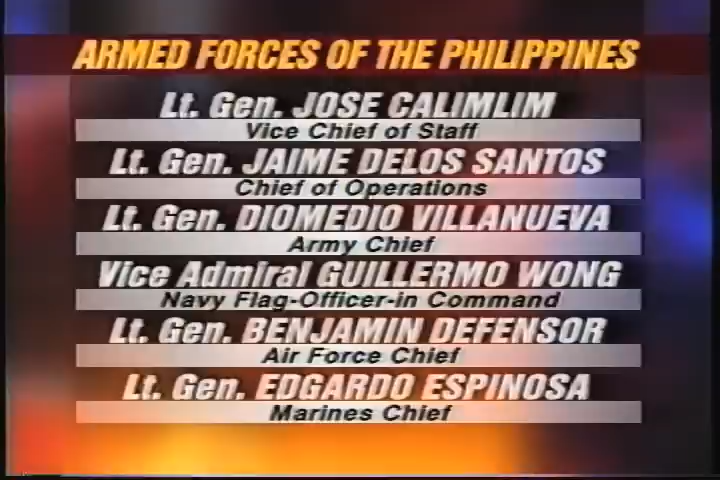 ARMED FORCES OF THE PHILIPPINES
Lt. Gen. JOSE CALIMLIM
Vice Chief of Staff
Lt. Gen. JAIME DELOS SANTOS
Chief of Operations
Lt. Gen. DIOMEDIO VILLANUEVA
Army Chief
Vice Admiral GUILLERMO WONG
Navy Flag-Officer-in Command
Lt. Gen. BENJAMIN DEFENSOR
Air Force Chief
Lt. Gen. EDGARDO ESPINOSA
Marines Chief